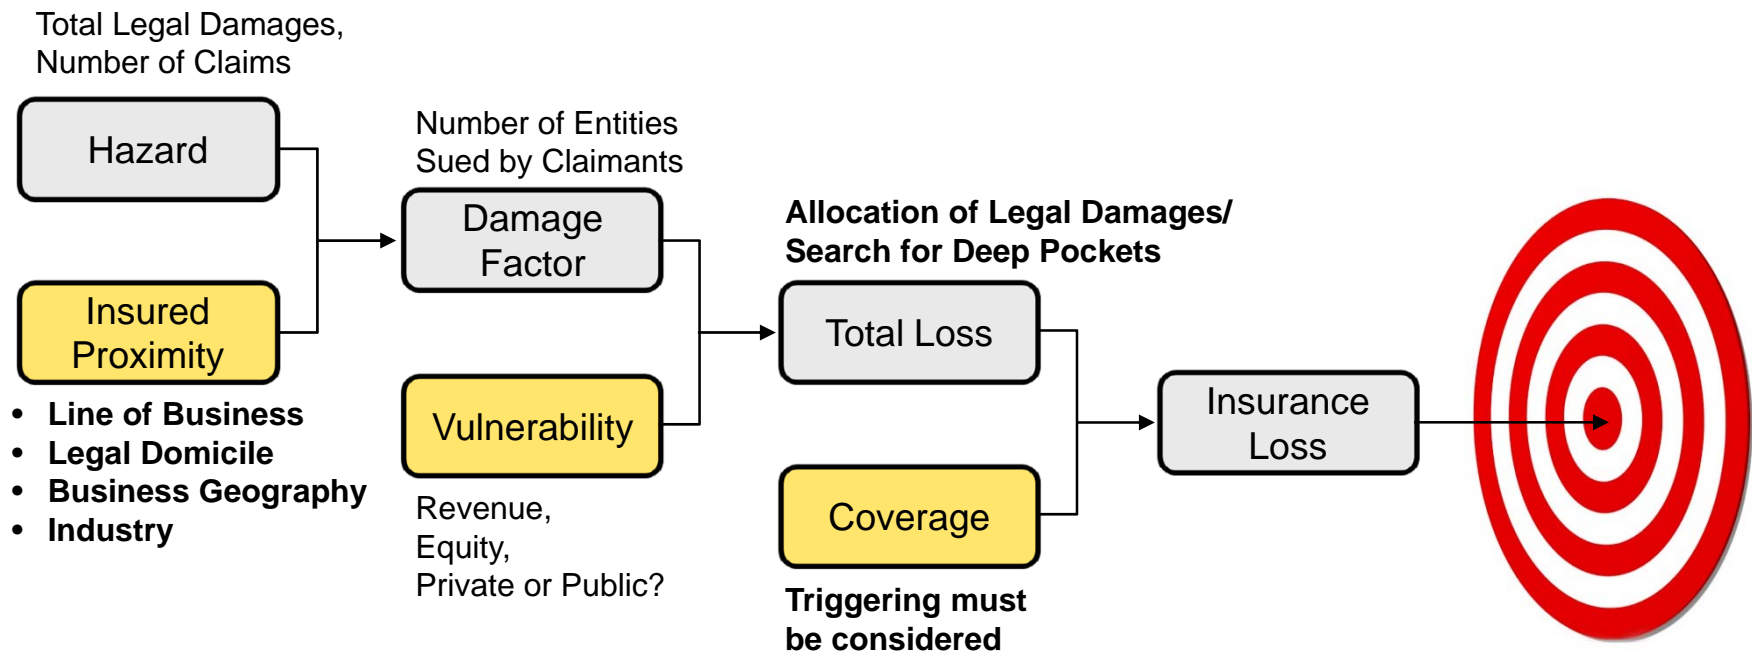 Total Legal Damages,
Number of Claims
Hazard
Insured
Proximity
• Line of Business
• Legal Domicile
• Business Geography
• Industry
Number of Entities
Sued by Claimants
Damage
Factor
Vulnerability
Revenue,
Equity,
Private or Public?
Allocation of Legal Damages/
Search for Deep Pockets
Total Loss
Coverage
Triggering must
be considered
Insurance
Loss